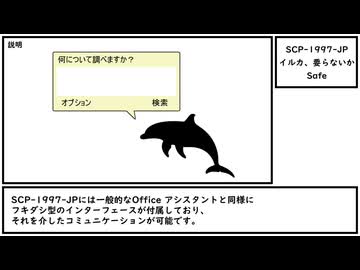 説明
何について調べますか？
オプション 検索
SCP-1997-JP
イルカ、要らないか
Safe
SCP-1997-JPには一般的なOffice アシスタントと同様に
フキダシ型のインターフェースが付属しており、
それを介したコミュニケーションが可能です。